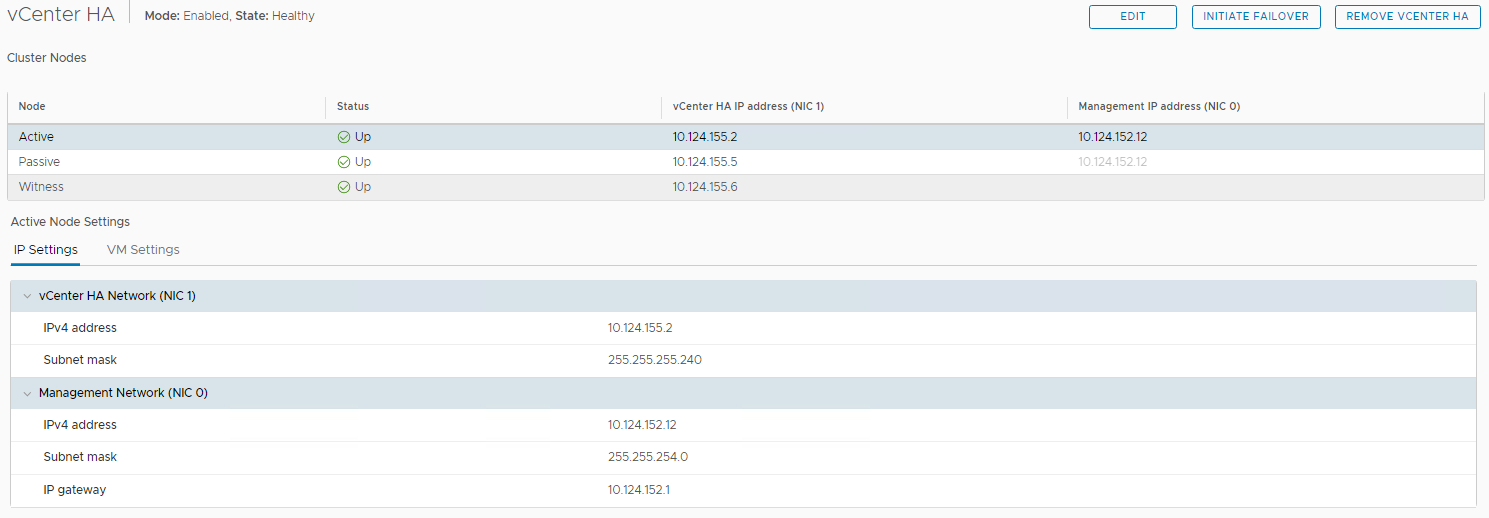 vCenter HA Mode: Enabled, State: Healthy EDIT INITIATE FAILOVER REMOVE VCENTER HA
Cluster Nodes
Node Status vCenter HA IP address (NIC 1) Management IP address (NIC 0)
Active Up 10.124.155.2 10.124.152.12
Passive Up 10.124.155.5 10.124.152.12
Witness Up 10.124.155.6
Active Node Settings
IP Settings VM Settings
vCenter HA Network (NIC 1)
IPv4 address 10.124.155.2
Subnet mask 255.255.255.240
Management Network (NIC 0)
IPv4 address 10.124.152.12
Subnet mask 255.255.254.0
IP gateway 10.124.152.1